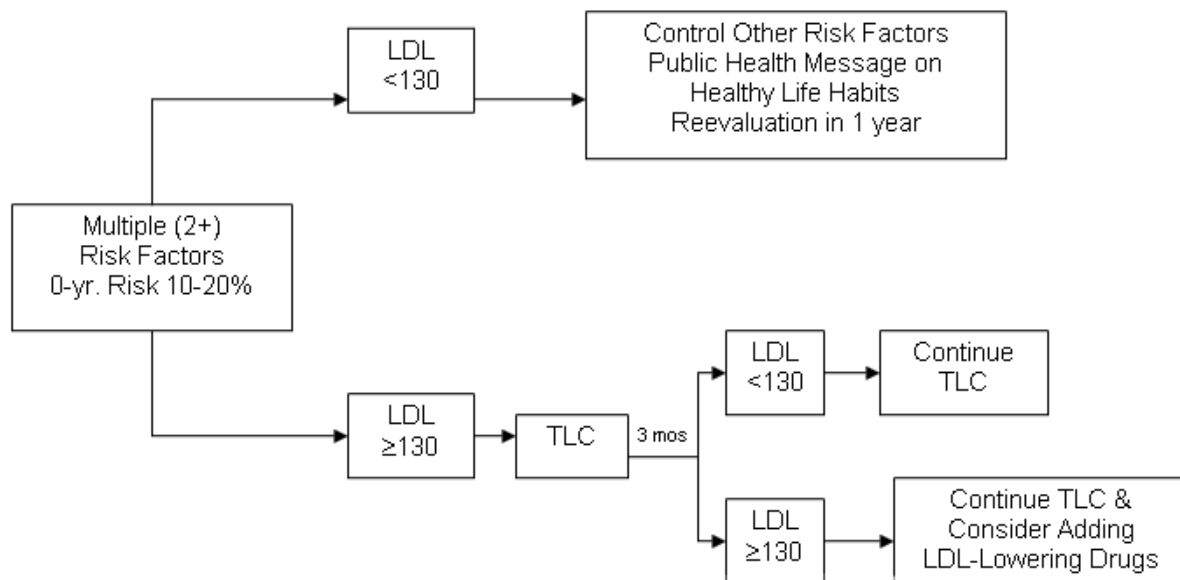 LDL
<130
Control Other Risk Factors
Public Health Message on
Healthy Life Habits
Reevaluation in 1 year
Multiple (2+)
Risk Factors
0-yr. Risk 10-20%
LDL
≥130
TLC
3 mos
LDL
<130
Continue
TLC
LDL
≥130
Continue TLC &
Consider Adding
LDL-Lowering Drugs